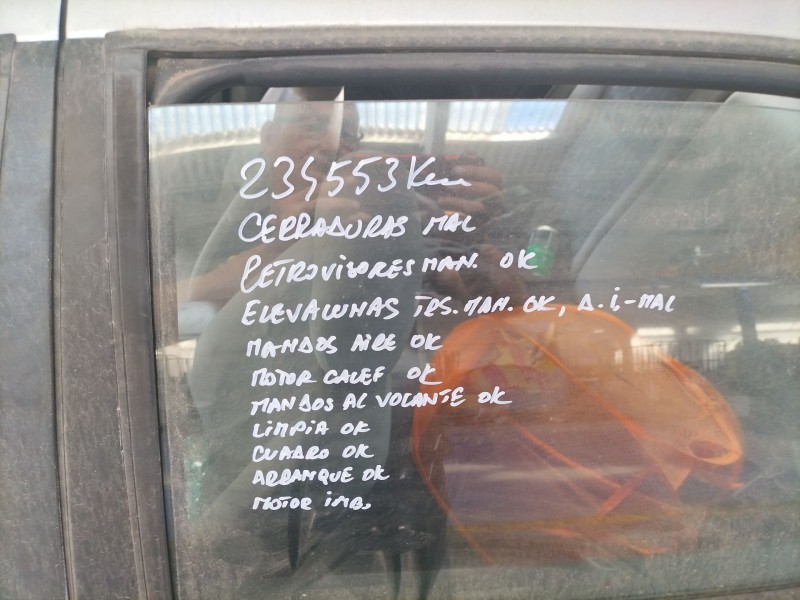 234553 Km
CERRADURAS MAL
RETROVISORES MAN. OK
ELEVALUNAS TRS. MAN. OK, D. i-MAL
MANDOS AIRE OK
MOTOR CALEF OK
MANDOS AL VOLANTE OK
LIMPIA OK
CUADRO OK
ARRANQUE OK
MOTOR IMB.